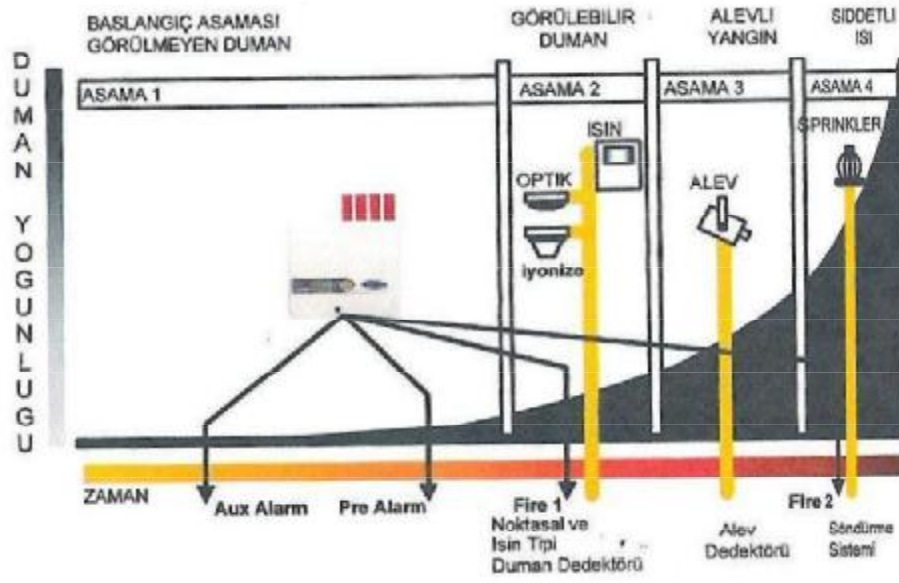 BASLANGIÇ ASAMASI
GÖRÜLMEYEN DUMAN
GÖRÜLEBILIR
DUMAN
ALEVLI
YANGIN
SIDDETLI
ISI
DUMAN YOGUNLUGU
ASAMA 1
ASAMA 2
ASAMA 3
ASAMA 4
ISIN
SPRINKLER
OPTIK
ALEV
iyonize
ZAMAN
Aux Alarm
Pre Alarm
Fire 1
Noktasal ve
Isin Tipi
Duman Dedektörü
Alev
Dedektörü
Fire 2
Söndürme
Sistemi